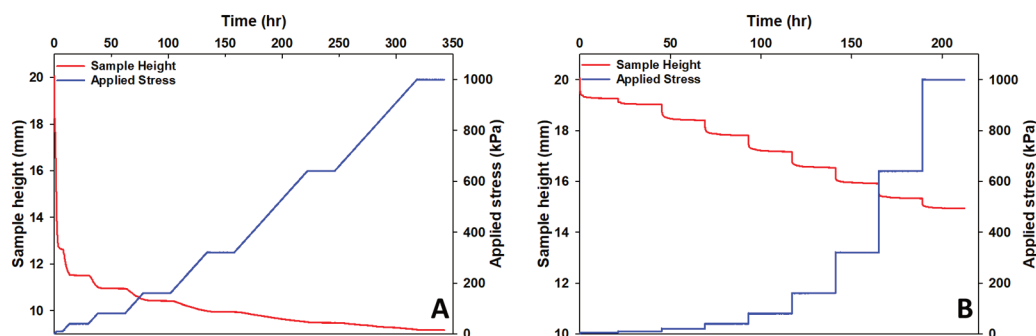 Time (hr)
0 50 100 150 200 250 300 350
Sample Height
Applied Stress
Sample height (mm)
20
18
16
14
12
10
Applied stress (kPa)
1000
800
600
400
200
0
A
Time (hr)
0 50 100 150 200
Sample Height
Applied Stress
Sample height (mm)
20
18
16
14
12
10
Applied stress (kPa)
1000
800
600
400
200
0
B